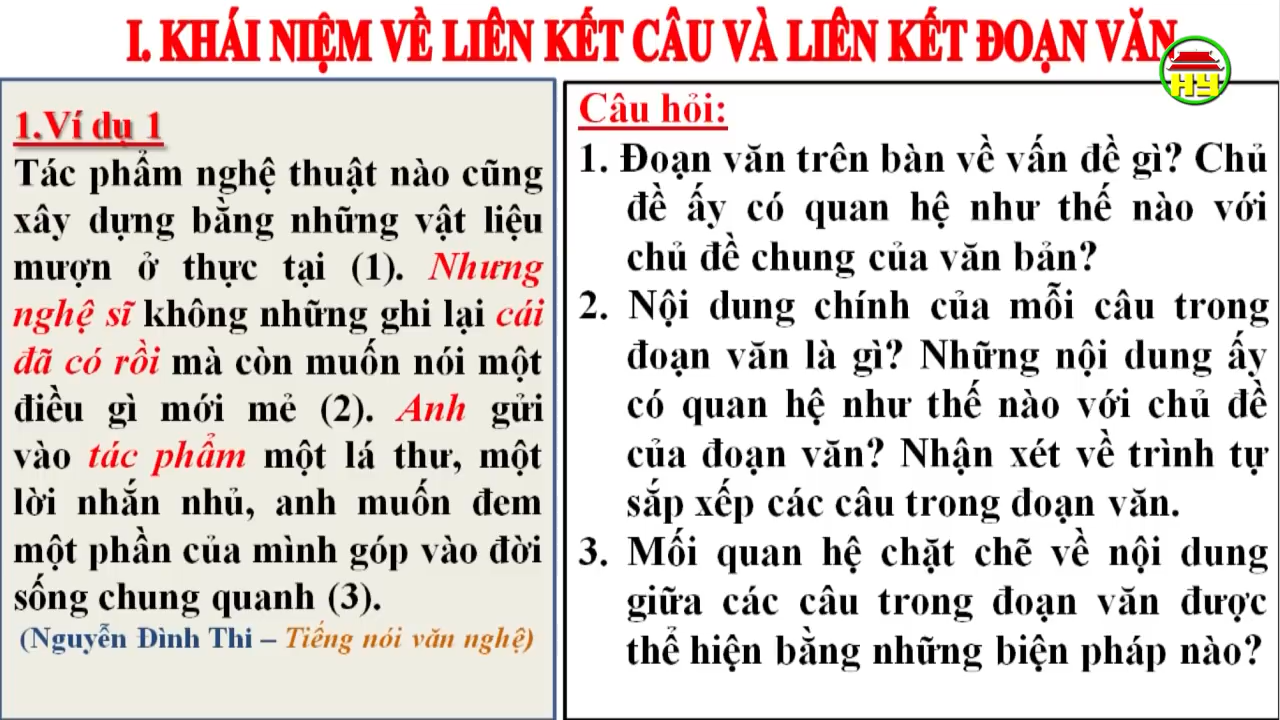 I. KHÁI NIỆM VỀ LIÊN KẾT CÂU VÀ LIÊN KẾT ĐOẠN VĂN
HY
1.Ví dụ 1
Tác phẩm nghệ thuật nào cũng
xây dựng bằng những vật liệu
mượn ở thực tại (1). Nhưng
nghệ sĩ không những ghi lại cái
đã có rồi mà còn muốn nói một
điều gì mới mẻ (2). Anh gửi
vào tác phẩm một lá thư, một
lời nhắn nhủ, anh muốn đem
một phần của mình góp vào đời
sống chung quanh (3).
(Nguyễn Đình Thi – Tiếng nói văn nghệ)
Câu hỏi:
1. Đoạn văn trên bàn về vấn đề gì? Chủ
đề ấy có quan hệ như thế nào với
chủ đề chung của văn bản?
2. Nội dung chính của mỗi câu trong
đoạn văn là gì? Những nội dung ấy
có quan hệ như thế nào với chủ đề
của đoạn văn? Nhận xét về trình tự
sắp xếp các câu trong đoạn văn.
3. Mối quan hệ chặt chẽ về nội dung
giữa các câu trong đoạn văn được
thể hiện bằng những biện pháp nào?